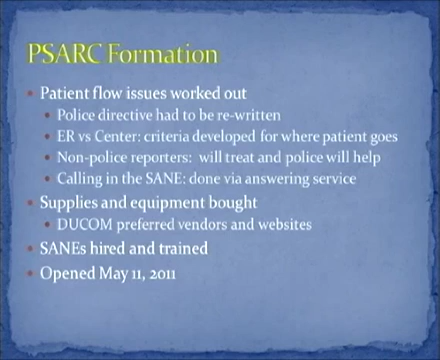 PSARC Formation
Patient flow issues worked out
Police directive had to be re-written
ER vs Center: criteria developed for where patient goes
Non-police reporters: will treat and police will help
Calling in the SANE: done via answering service
Supplies and equipment bought
DUCOM preferred vendors and websites
SANEs hired and trained
Opened May 11, 2011